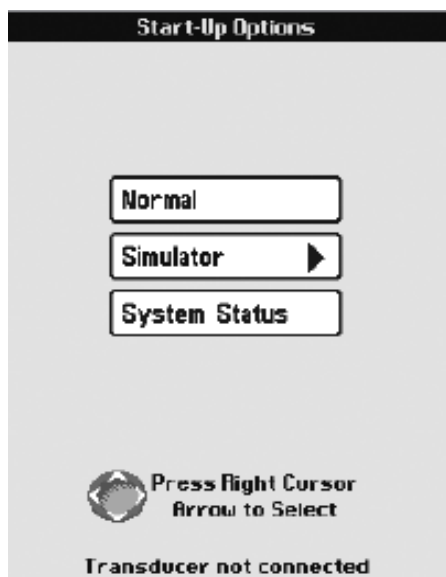 Start-Up Options
Normal
Simulator
System Status
Press Right Cursor
Arrow to Select
Transducer not connected